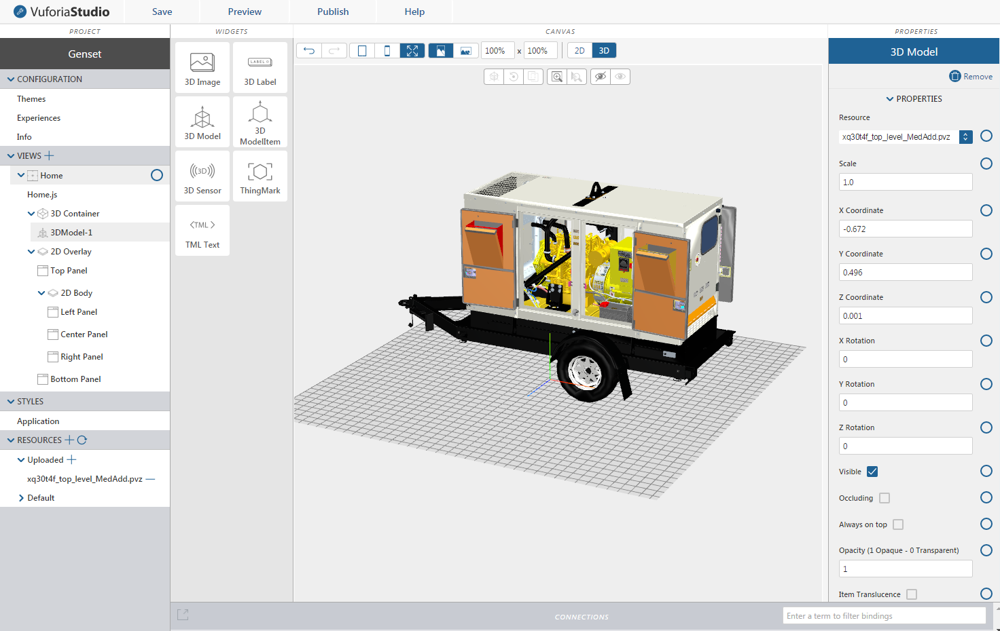 VuforiaStudio
Save
Preview
Publish
Help
PROJECT
WIDGETS
CANVAS
PROPERTIES
Genset
CONFIGURATION
Themes
Experiences
Info
VIEWS
Home
Home.js
3D Container
3DModel-1
2D Overlay
Top Panel
2D Body
Left Panel
Center Panel
Right Panel
Bottom Panel
STYLES
Application
RESOURCES
Uploaded
xq30t4f_top_level_MedAdd.pvz
Default
3D Image
LABEL
3D Label
3D Model
3D
ModelItem
(3D)
3D Sensor
ThingMark
<TML>
TML Text
100% x 100%
2D
3D
3D Model
Remove
PROPERTIES
Resource
xq30t4f_top_level_MedAdd.pvz
Scale
1.0
X Coordinate
-0.672
Y Coordinate
0.496
Z Coordinate
0.001
X Rotation
0
Y Rotation
0
Z Rotation
0
Visible
Occluding
Always on top
Opacity (1 Opaque - 0 Transparent)
1
Item Translucence
CONNECTIONS
Enter a term to filter bindings